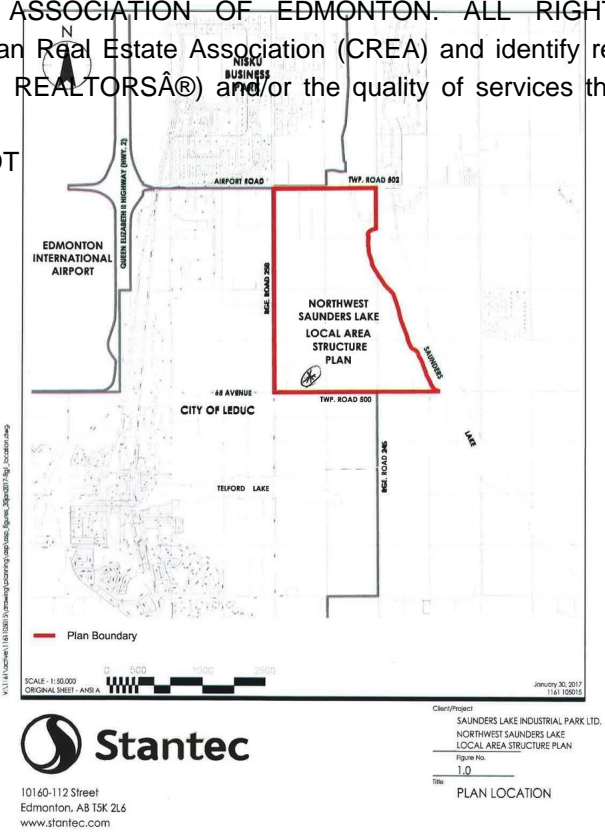 ASSOCIATION OF EDMONTON. ALL RIGHT
an Real Estate Association (CREA) and identify re
REALTORSÂ®) and/or the quality of services th
OT
N
NISKU
BUSINESS
PARK
QUEEN ELIZABETH II HIGHWAY (HWY. 2)
AIRPORT ROAD
TWP. ROAD 502
EDMONTON
INTERNATIONAL
AIRPORT
RGE. ROAD 250
NORTHWEST
SAUNDERS LAKE
LOCAL AREA
STRUCTURE
PLAN
SAUNDERS
LAKE
65 AVENUE
TWP. ROAD 500
CITY OF LEDUC
RGE. ROAD 245
TELFORD LAKE
Plan Boundary
0 500 1500 2500
SCALE - 1:50,000
ORIGINAL SHEET - ANSI A
January 30, 2017
1161 105015
Stantec
10160-112 Street
Edmonton, AB T5K 2L6
www.stantec.com
Client/Project
SAUNDERS LAKE INDUSTRIAL PARK LTD.
NORTHWEST SAUNDERS LAKE
LOCAL AREA STRUCTURE PLAN
Figure No.
1.0
Title
PLAN LOCATION